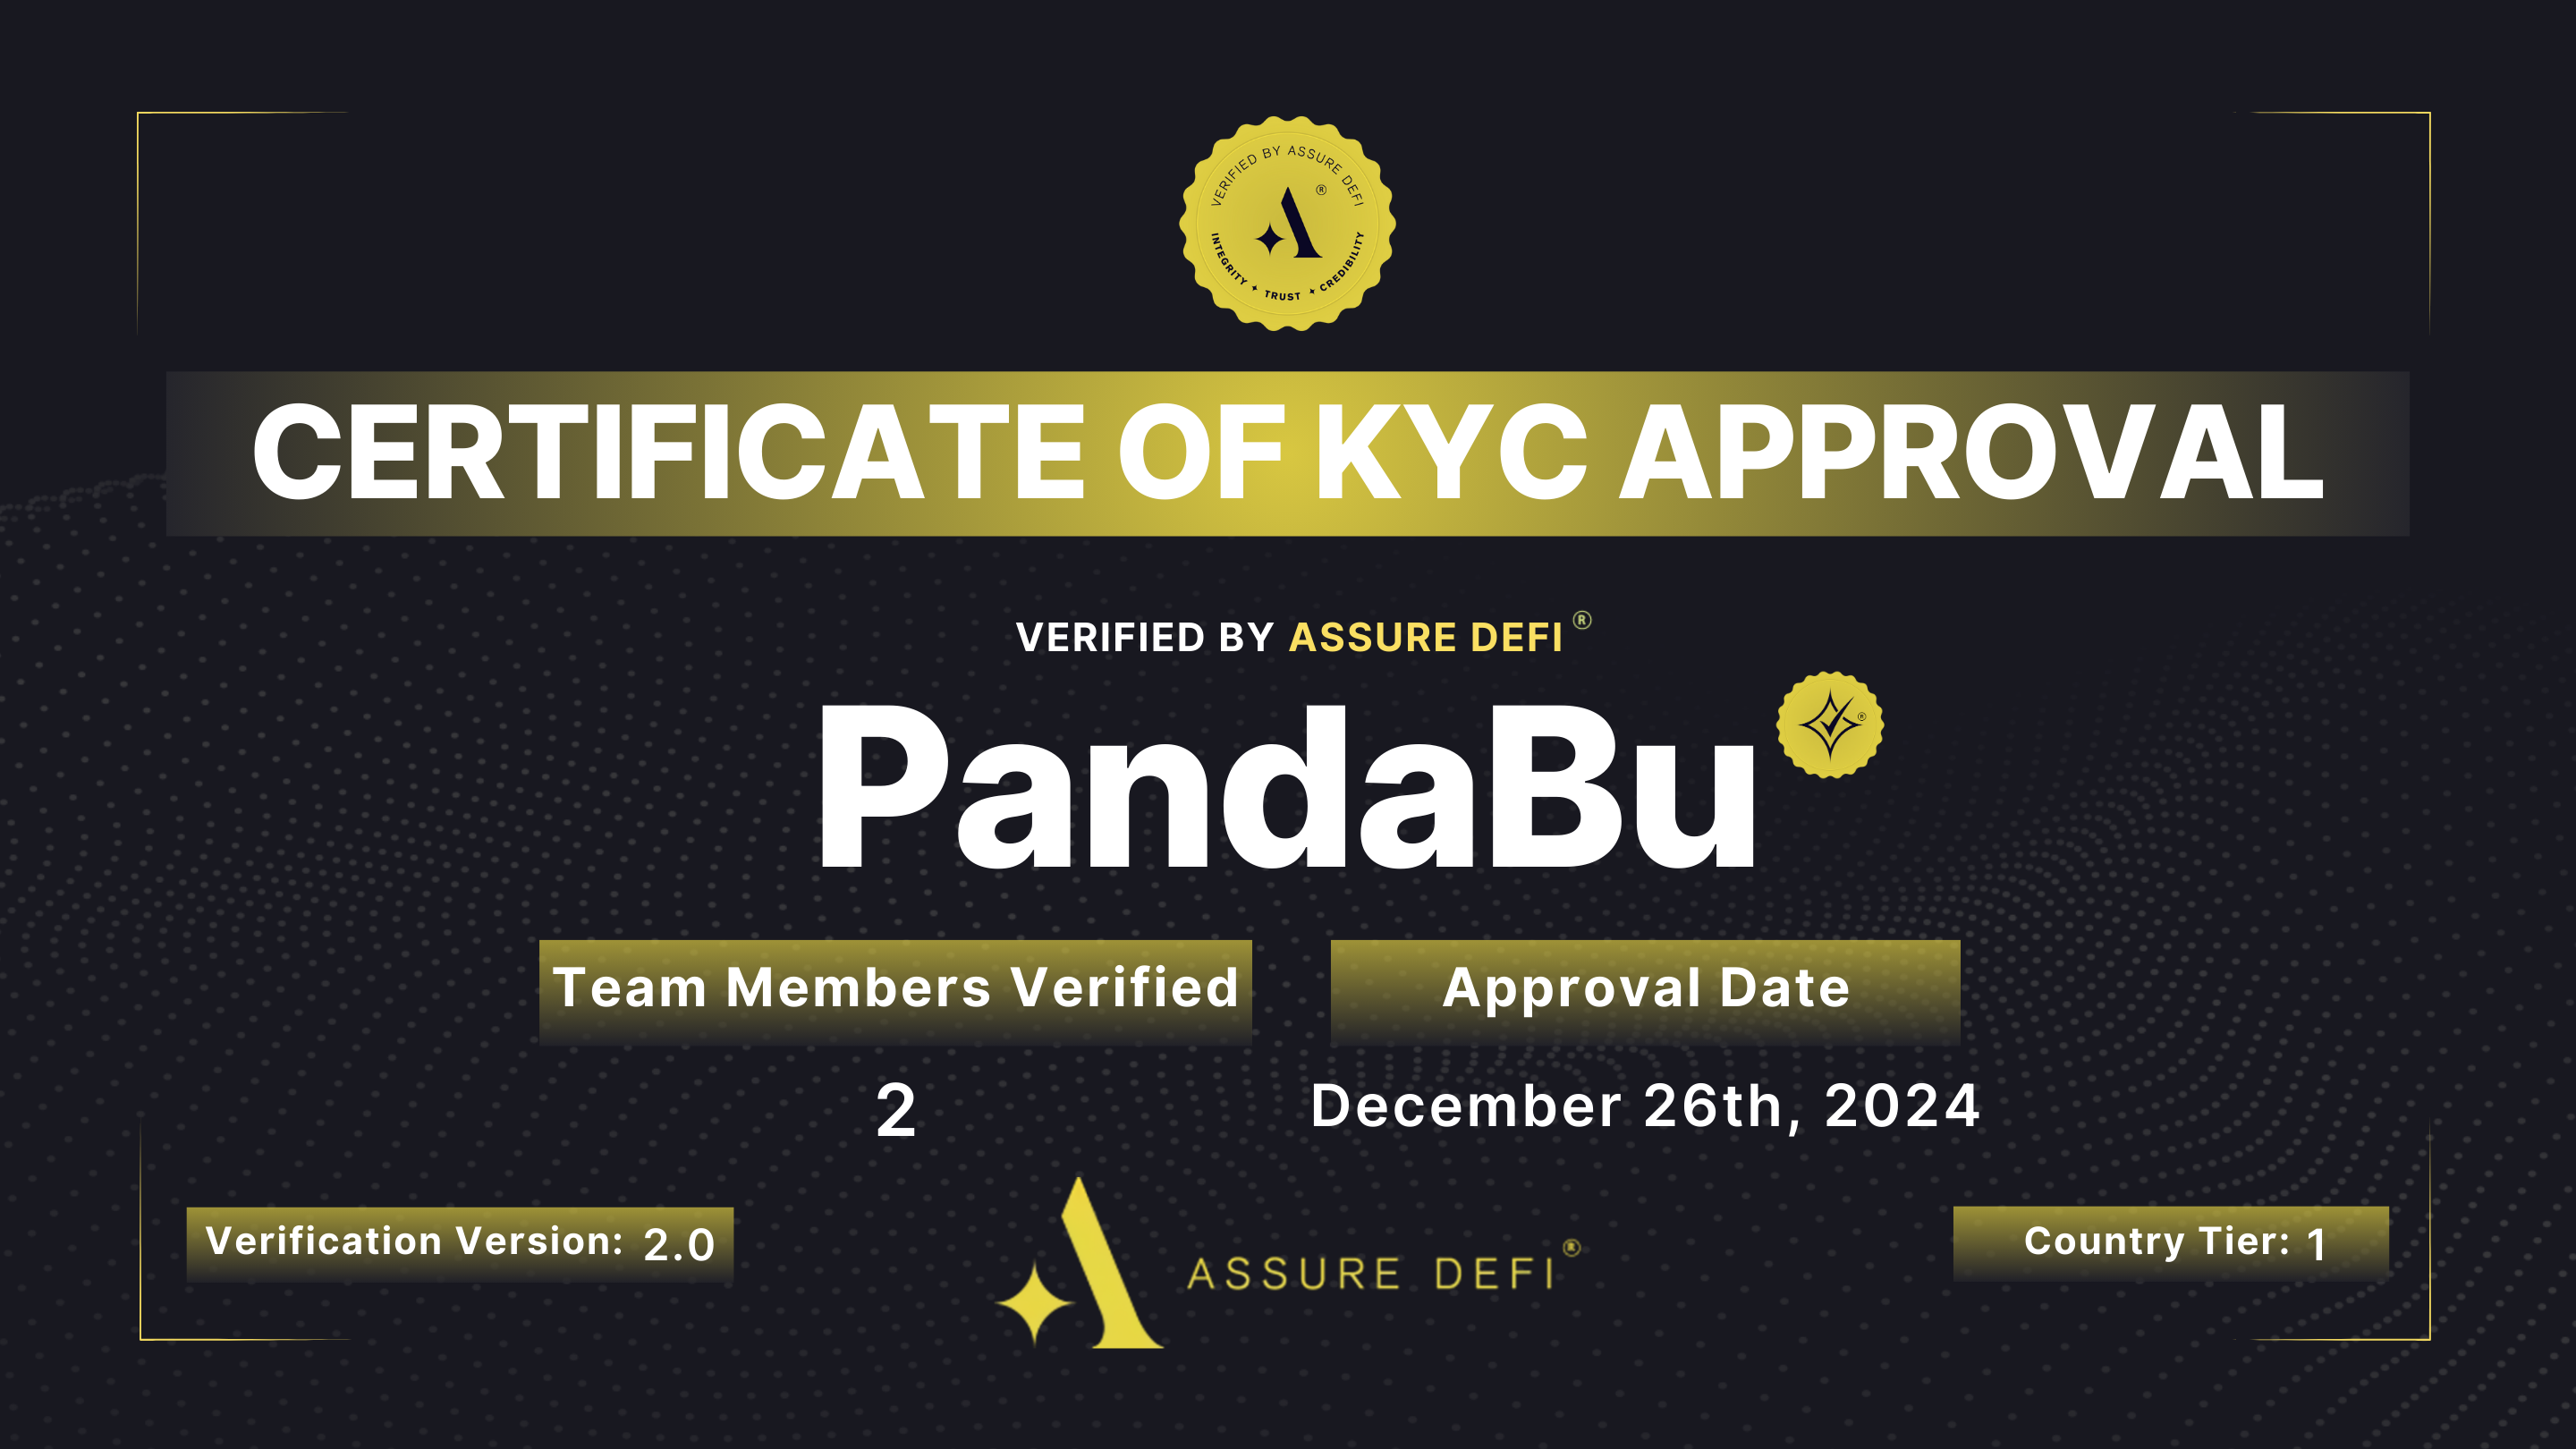 VERIFIED BY ASSURE DEFI
A ®
INTEGRITY ✦ TRUST ✦ CREDIBILITY
CERTIFICATE OF KYC APPROVAL
VERIFIED BY ASSURE DEFI ®
PandaBu ®
Team Members Verified
2
Approval Date
December 26th, 2024
Verification Version: 2.0
A ASSURE DEFI ®
Country Tier: 1